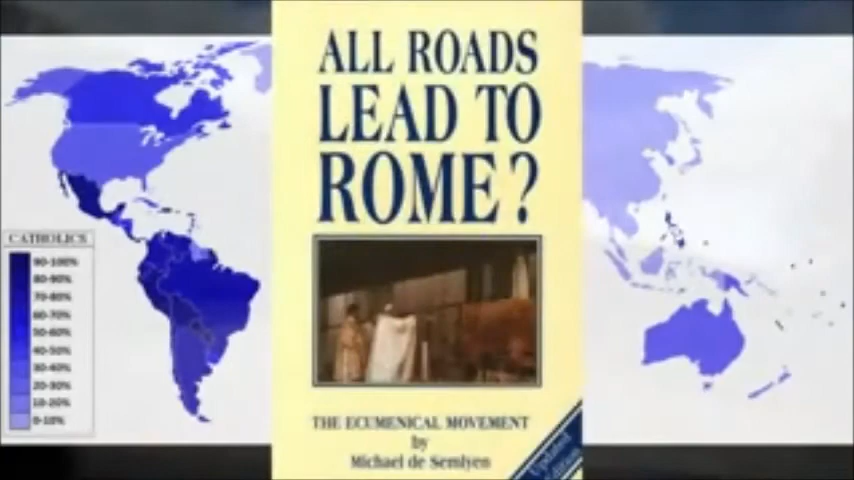 ALL ROADS
LEAD TO
ROME?
THE ECUMENICAL MOVEMENT
by
Michael de Semlyen
Updated
Edition
CATHOLICS
90-100%
80-90%
70-80%
60-70%
50-60%
40-50%
30-40%
20-30%
10-20%
0-10%